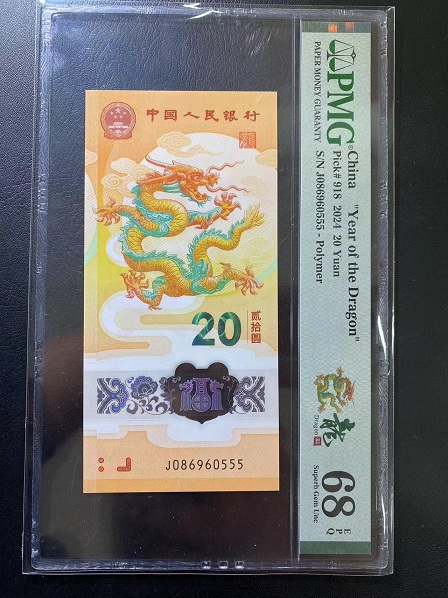 中国人民银行
20
贰拾圆
福
J086960555
PMG
®
PAPER MONEY GUARANTY
China "Year of the Dragon"
Pick# 918 2024 20 Yuan
S/N J086960555 - Polymer
龍
Dragon
68 EPQ
Superb Gem Unc